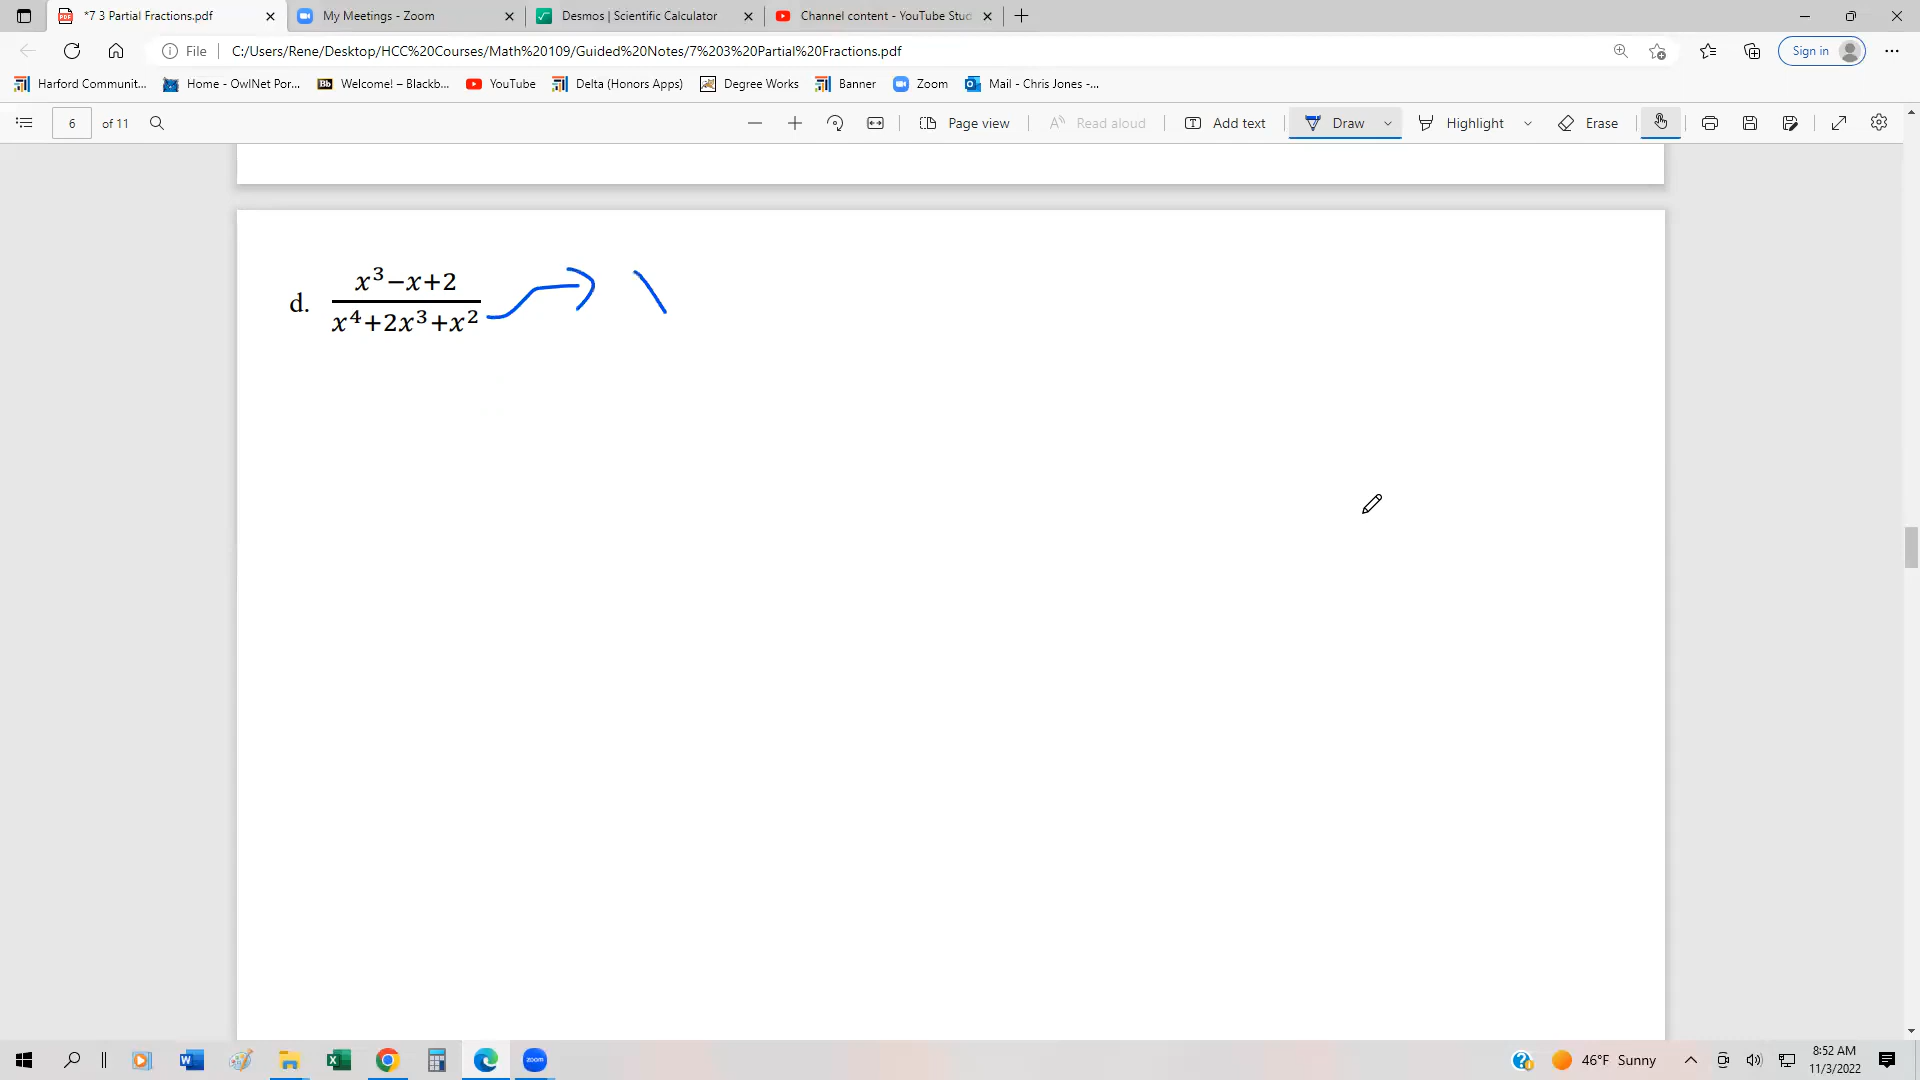 *7 3 Partial Fractions.pdf My Meetings - Zoom Desmos | Scientific Calculator Channel content - YouTube Stud
File C:/Users/Rene/Desktop/HCC%20Courses/Math%20109/Guided%20Notes/7%203%20Partial%20Fractions.pdf Sign in
Harford Communit... Home - OwlNet Por... Bb Welcome! – Blackb... YouTube Delta (Honors Apps) Degree Works Banner Zoom Mail - Chris Jones -...
6 of 11 Page view Read aloud Add text Draw Highlight Erase
x³−x+2
d.
x⁴+2x³+x²
zoom 46°F Sunny 8:52 AM
11/3/2022